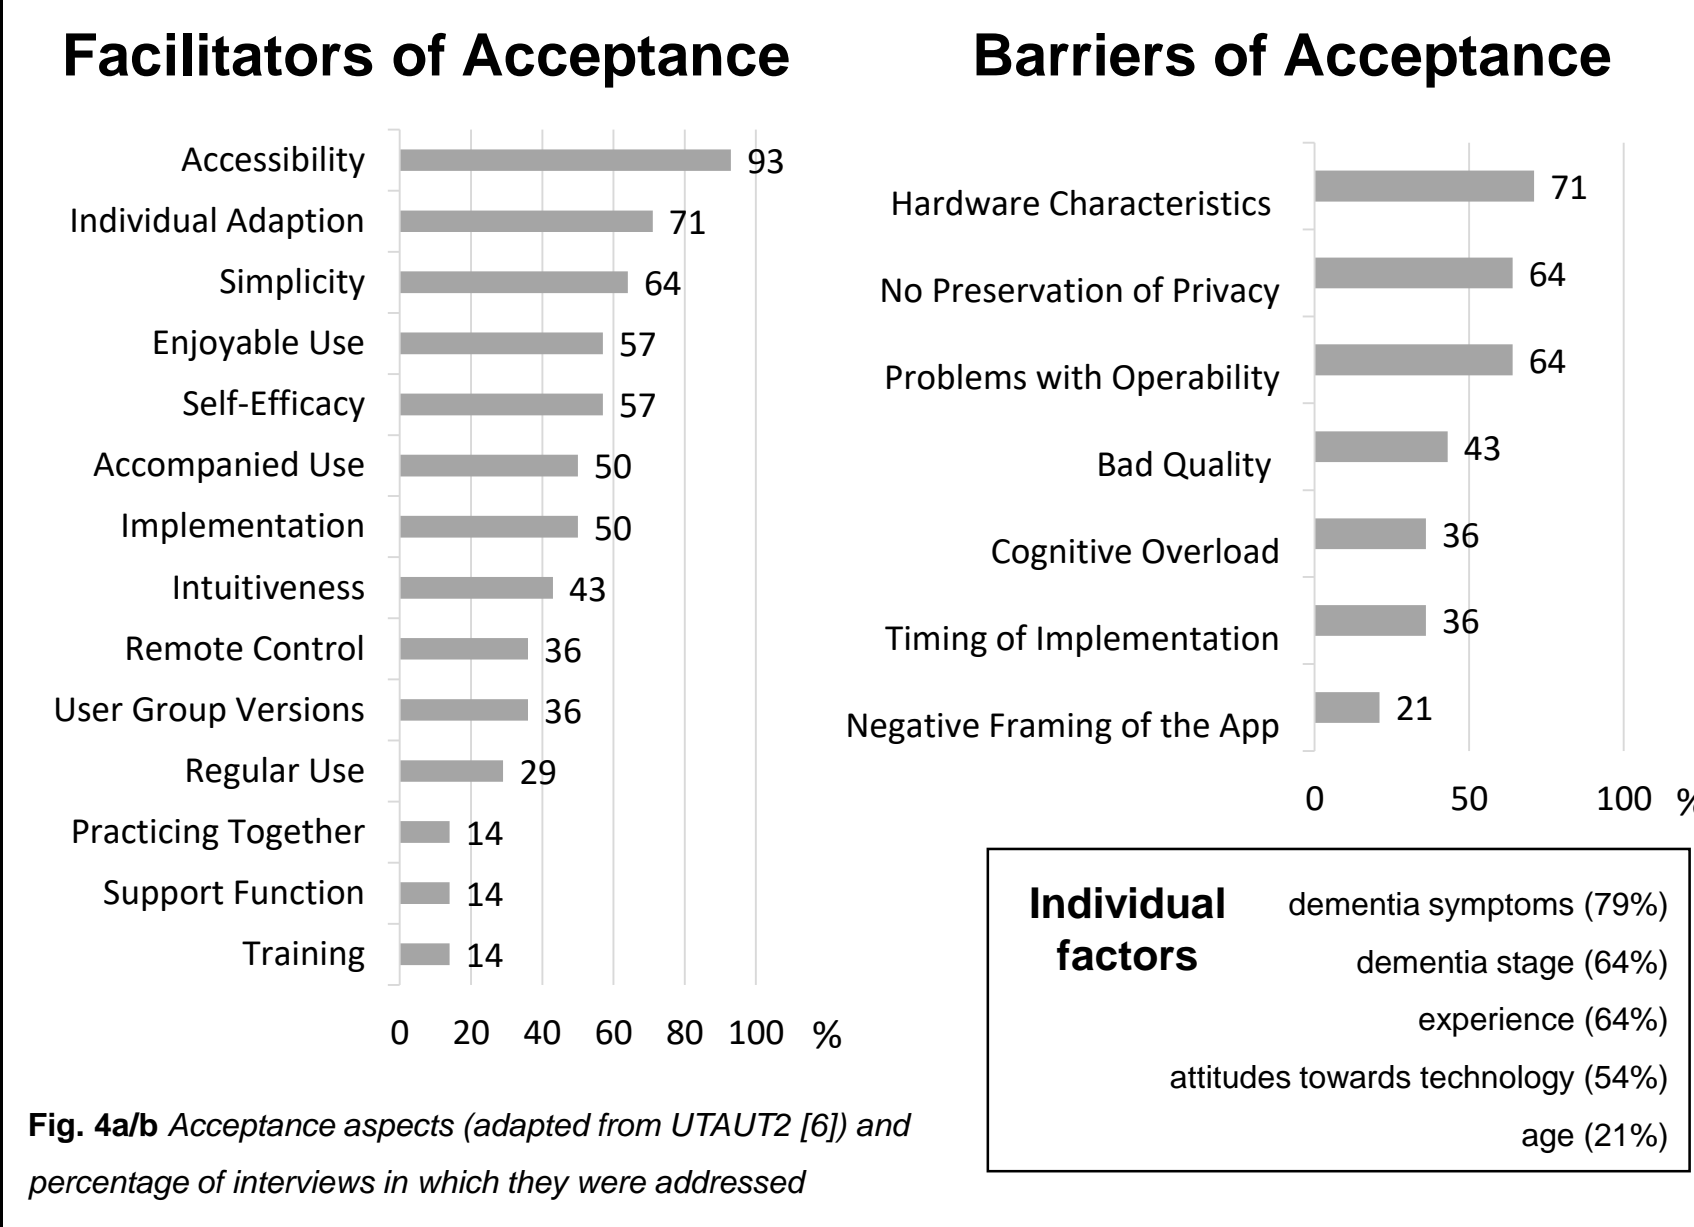 Facilitators of Acceptance
Accessibility 93
Individual Adaption 71
Simplicity 64
Enjoyable Use 57
Self-Efficacy 57
Accompanied Use 50
Implementation 50
Intuitiveness 43
Remote Control 36
User Group Versions 36
Regular Use 29
Practicing Together 14
Support Function 14
Training 14
0 20 40 60 80 100 %
Barriers of Acceptance
Hardware Characteristics 71
No Preservation of Privacy 64
Problems with Operability 64
Bad Quality 43
Cognitive Overload 36
Timing of Implementation 36
Negative Framing of the App 21
0 50 100 %
Individual
factors
dementia symptoms (79%)
dementia stage (64%)
experience (64%)
attitudes towards technology (54%)
age (21%)
Fig. 4a/b Acceptance aspects (adapted from UTAUT2 [6]) and
percentage of interviews in which they were addressed